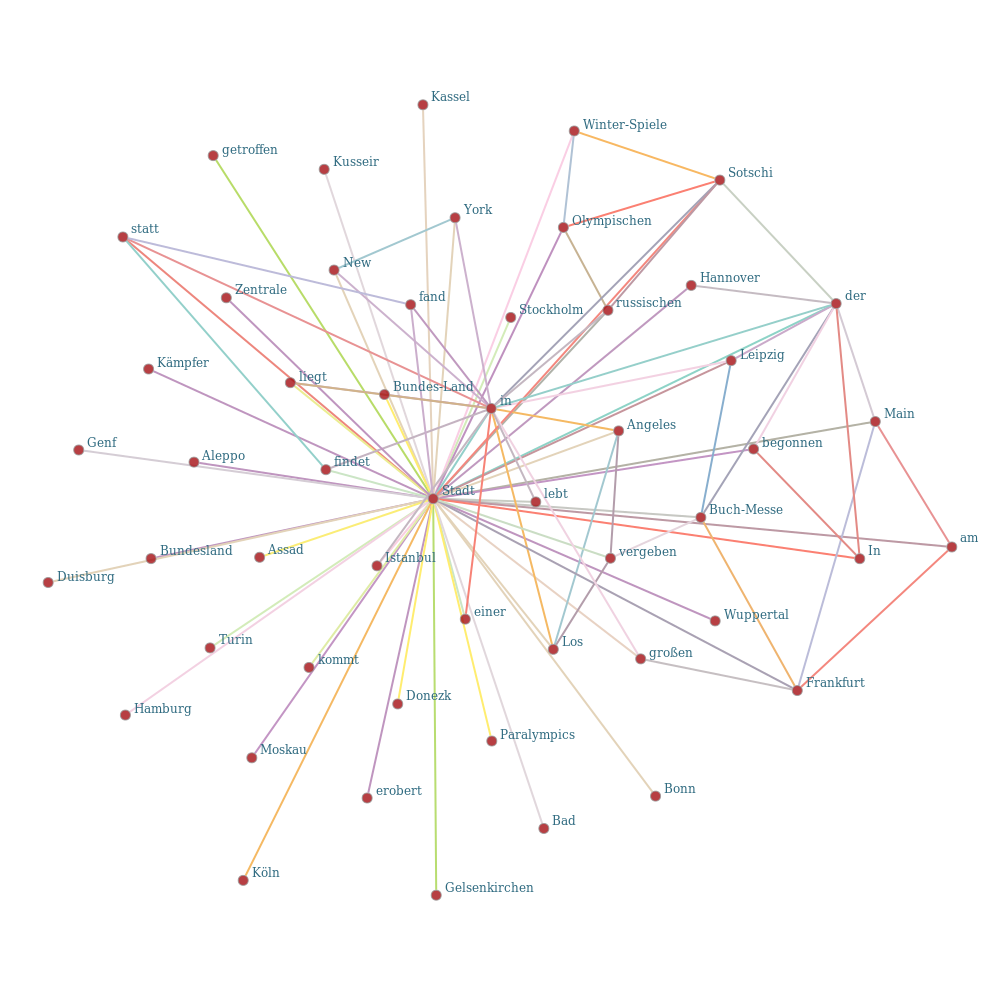 Kassel
Winter-Spiele
getroffen
Kusseir
Sotschi
York
Olympischen
statt
New
Hannover
Zentrale
fand
der
Stockholm
russischen
Leipzig
Kämpfer
liegt
Bundes-Land
in
Main
Angeles
Genf
begonnen
Aleppo
findet
Stadt
lebt
Buch-Messe
am
Bundesland
Assad
Istanbul
vergeben
In
Duisburg
einer
Wuppertal
Turin
Los
kommt
großen
Frankfurt
Donezk
Hamburg
Paralympics
Moskau
erobert
Bonn
Bad
Köln
Gelsenkirchen